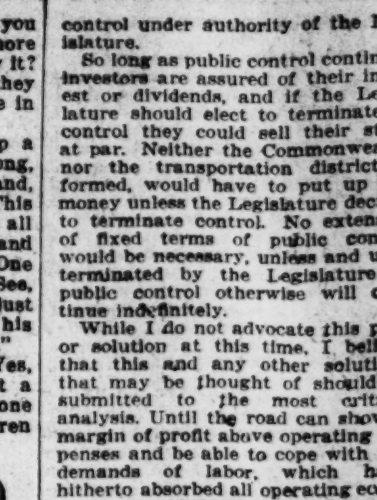 you
more
it?
they
e in
p a
ong,
and,
This
all
and
One
See,
Just
his
"
Yes,
t a
one
ren
control under authority of the L
islature.
So long as public control contin
investors are assured of their in
est or dividends, and if the Le
lature should elect to terminate
control they could sell their st
at par. Neither the Commonwea
nor the transportation district
formed, would have to put up
money unless the Legislature deci
to terminate control. No exten
of fixed terms of public con
would be necessary, unless and u
terminated by the Legislature
public control otherwise will c
tinue indefinitely.
While I do not advocate this p
or solution at this time, I beli
that this and any other soluti
that may be thought of should
submitted to the most criti
analysis. Until the road can show
margin of profit above operating
penses and be able to cope with
demands of labor, which ha
hitherto absorbed all operating eco